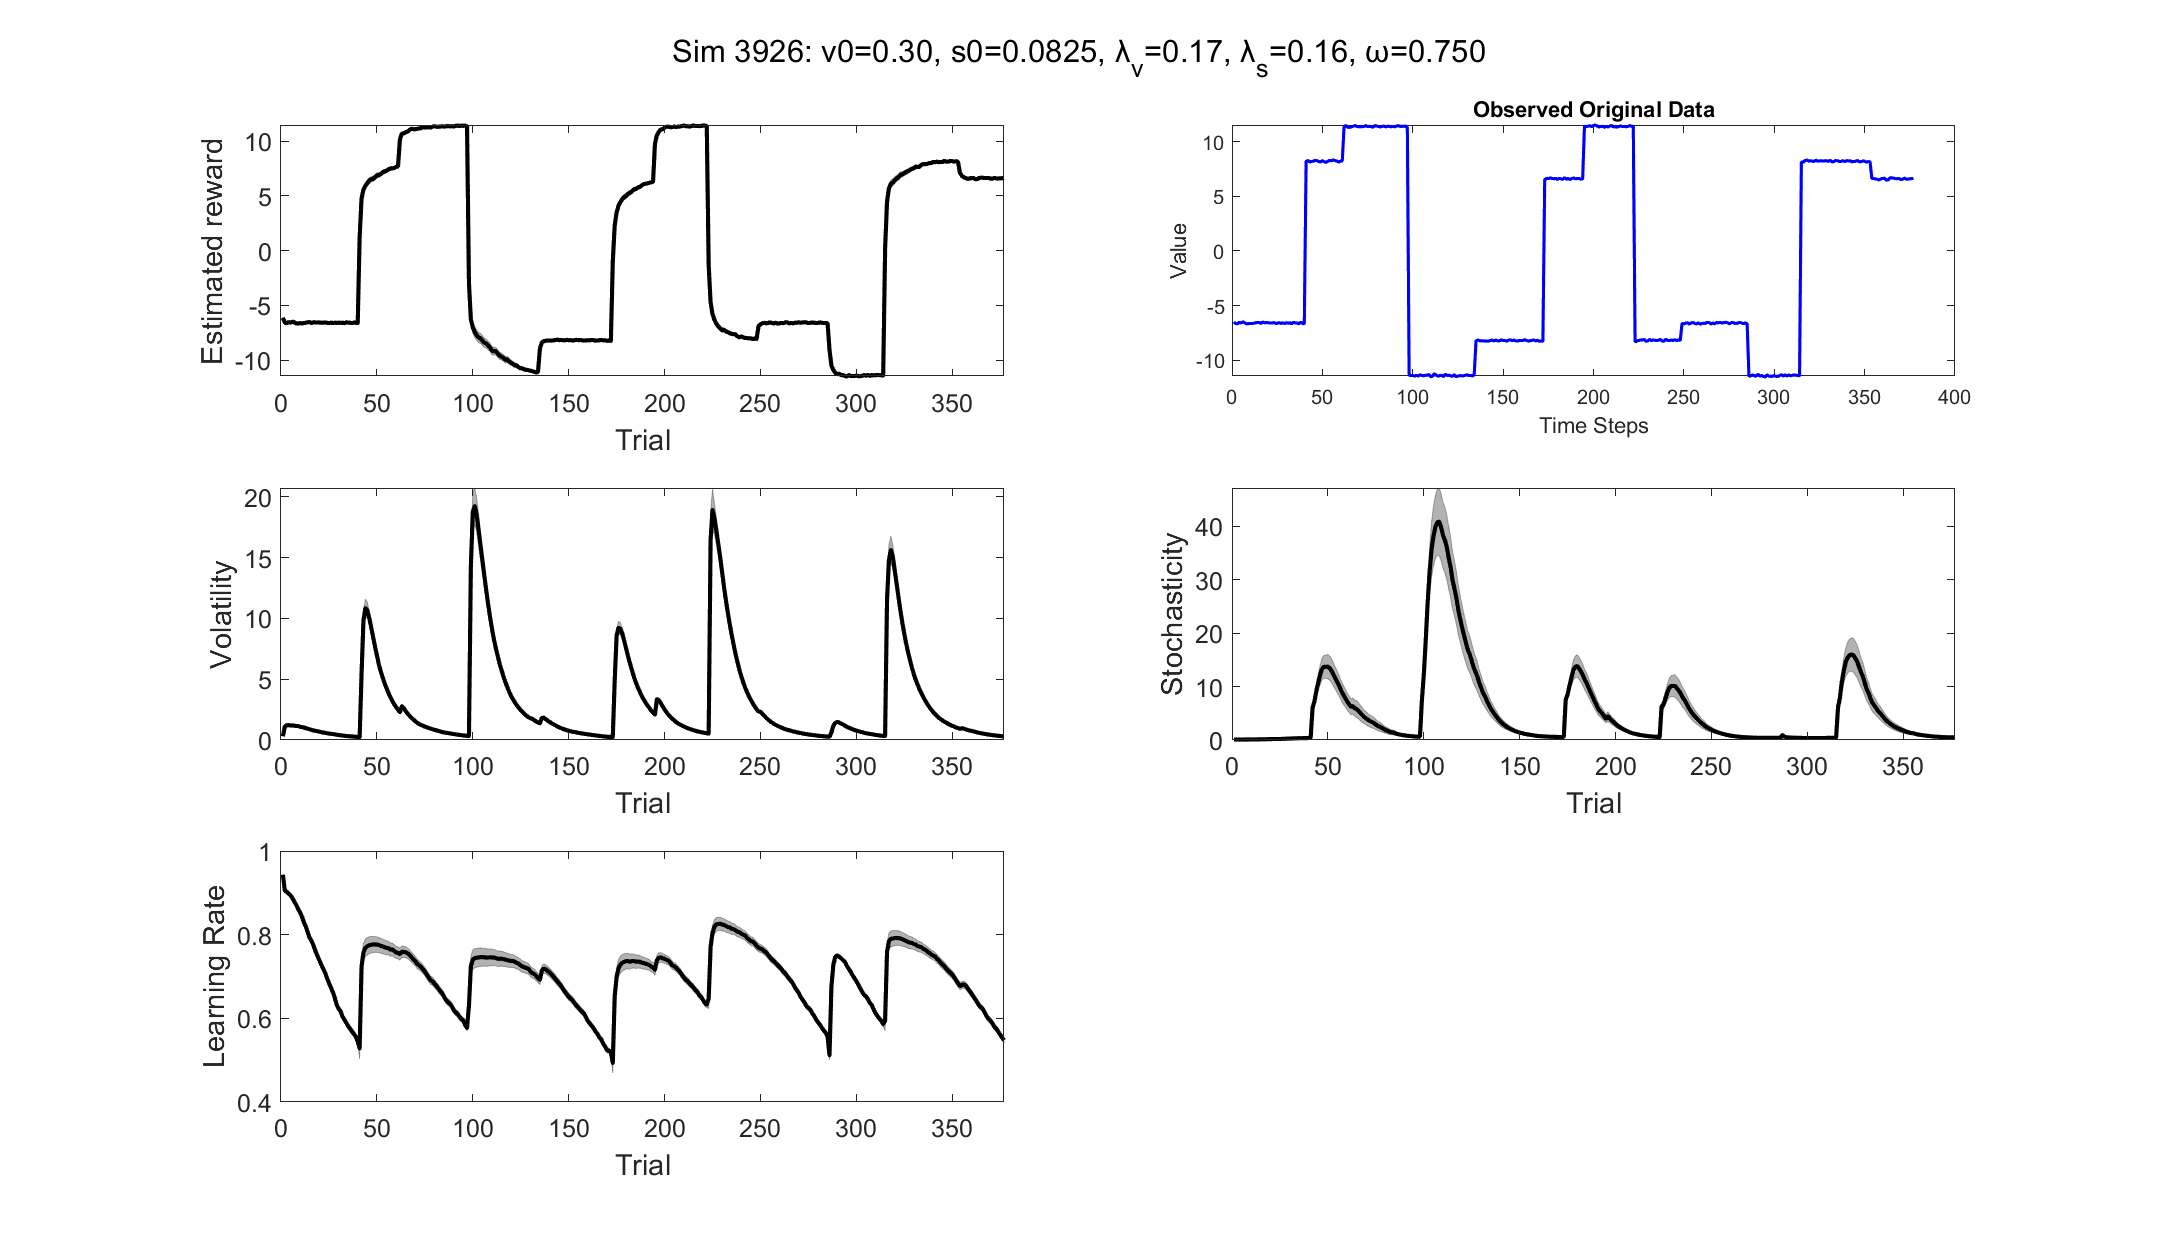 Sim 3926: v0=0.30, s0=0.0825, λv=0.17, λs=0.16, ω=0.750
Estimated reward
10
5
0
-5
-10
0 50 100 150 200 250 300 350
Trial
Observed Original Data
Value
10
5
0
-5
-10
0 50 100 150 200 250 300 350 400
Time Steps
Volatility
20
15
10
5
0
0 50 100 150 200 250 300 350
Trial
Stochasticity
40
30
20
10
0
0 50 100 150 200 250 300 350
Trial
Learning Rate
1
0.8
0.6
0.4
0 50 100 150 200 250 300 350
Trial